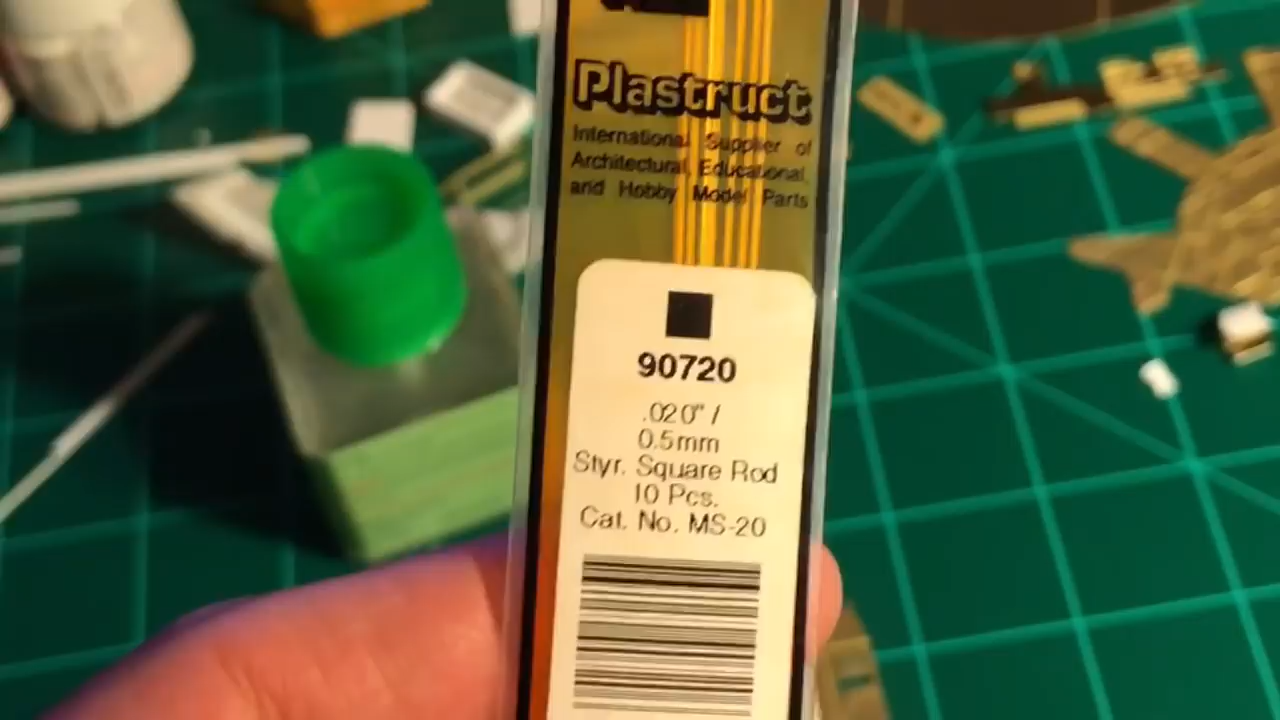 Plastruct
International Supplier of
Architectural, Educational,
and Hobby Model Parts
90720
.020" /
0.5mm
Styr. Square Rod
10 Pcs.
Cat. No. MS-20